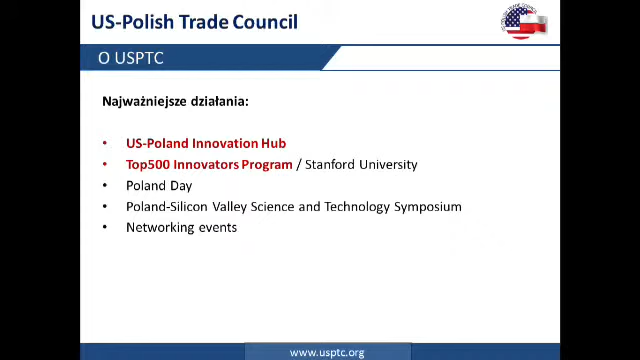 US-Polish Trade Council
O USPTC
Najważniejsze działania:
• US-Poland Innovation Hub
• Top500 Innovators Program / Stanford University
• Poland Day
• Poland-Silicon Valley Science and Technology Symposium
• Networking events
www.usptc.org